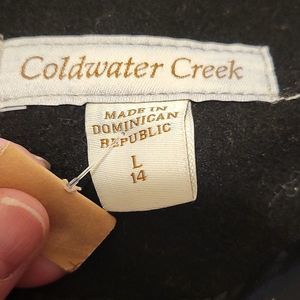 Coldwater Creek
MADE IN
DOMINICAN
REPUBLIC
L
14